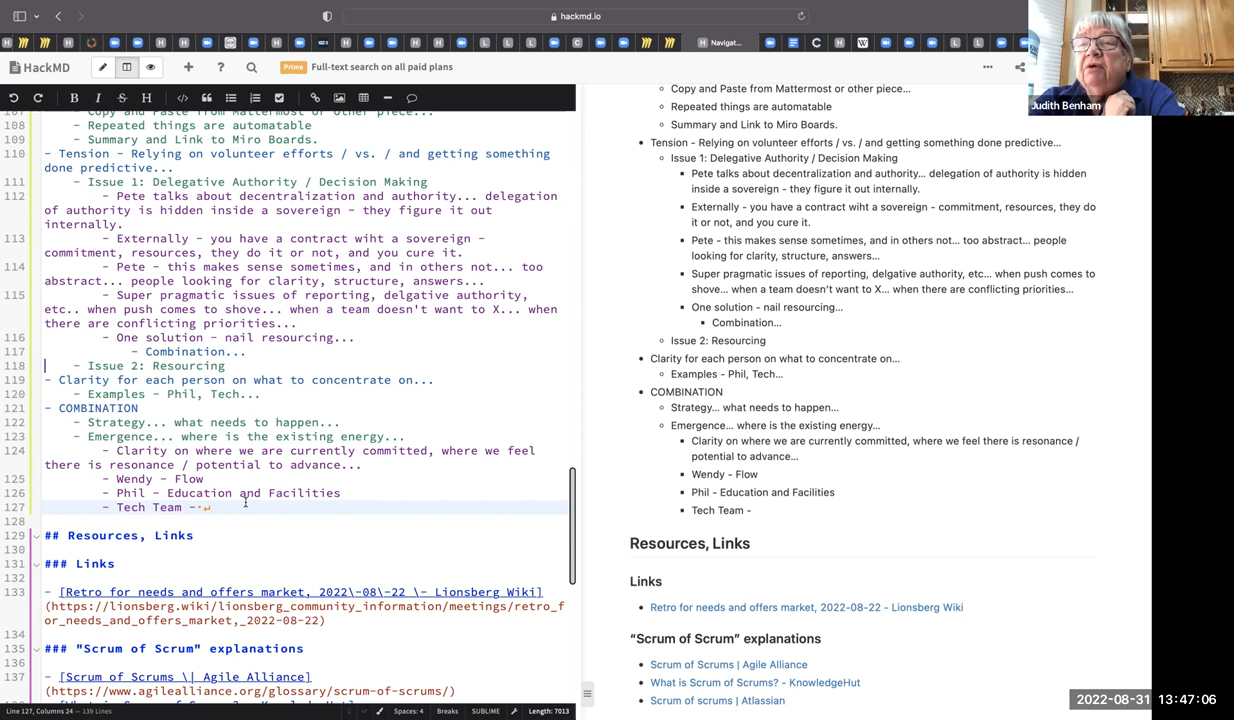 hackmd.io
H Navigat...
HackMD
Prime Full-text search on all paid plans
Judith Benham
107 - Copy and Paste from Mattermost or other piece...
108 - Repeated things are automatable
109 - Summary and Link to Miro Boards.
110 - Tension - Relying on volunteer efforts / vs. / and getting something
done predictive...
111 - Issue 1: Delegative Authority / Decision Making
112 - Pete talks about decentralization and authority... delegation
of authority is hidden inside a sovereign - they figure it out
internally.
113 - Externally - you have a contract wiht a sovereign -
commitment, resources, they do it or not, and you cure it.
114 - Pete - this makes sense sometimes, and in others not... too
abstract... people looking for clarity, structure, answers...
115 - Super pragmatic issues of reporting, delgative authority,
etc.. when push comes to shove... when a team doesn't want to X... when
there are conflicting priorities...
116 - One solution - nail resourcing...
117 - Combination...
118 - Issue 2: Resourcing
119 - Clarity for each person on what to concentrate on...
120 - Examples - Phil, Tech...
121 - COMBINATION
122 - Strategy... what needs to happen...
123 - Emergence... where is the existing energy...
124 - Clarity on where we are currently committed, where we feel
there is resonance / potential to advance...
125 - Wendy - Flow
126 - Phil - Education and Facilities
127 - Tech Team -
128
129 ## Resources, Links
130
131 ### Links
132
133 - [Retro for needs and offers market, 2022\-08\-22 \- Lionsberg Wiki]
(https://lionsberg.wiki/lionsberg_community_information/meetings/retro_f
or_needs_and_offers_market,_2022-08-22)
134
135 ### "Scrum of Scrum" explanations
136
137 - [Scrum of Scrums \| Agile Alliance]
(https://www.agilealliance.org/glossary/scrum-of-scrums/)
Line 127, Columns 24 — 139 Lines
Spaces: 4 Breaks SUBLIME Length: 7013
Copy and Paste from Mattermost or other piece…
Repeated things are automatable
Summary and Link to Miro Boards.
Tension - Relying on volunteer efforts / vs. / and getting something done predictive…
Issue 1: Delegative Authority / Decision Making
Pete talks about decentralization and authority… delegation of authority is hidden
inside a sovereign - they figure it out internally.
Externally - you have a contract wiht a sovereign - commitment, resources, they do
it or not, and you cure it.
Pete - this makes sense sometimes, and in others not… too abstract… people
looking for clarity, structure, answers…
Super pragmatic issues of reporting, delgative authority, etc… when push comes to
shove… when a team doesn’t want to X… when there are conflicting priorities…
One solution - nail resourcing…
Combination…
Issue 2: Resourcing
Clarity for each person on what to concentrate on…
Examples - Phil, Tech…
COMBINATION
Strategy… what needs to happen…
Emergence… where is the existing energy…
Clarity on where we are currently committed, where we feel there is resonance /
potential to advance…
Wendy - Flow
Phil - Education and Facilities
Tech Team -
Resources, Links
Links
Retro for needs and offers market, 2022-08-22 - Lionsberg Wiki
“Scrum of Scrum” explanations
Scrum of Scrums | Agile Alliance
What is Scrum of Scrums? - KnowledgeHut
Scrum of scrums | Atlassian
2022-08-31 13:47:06